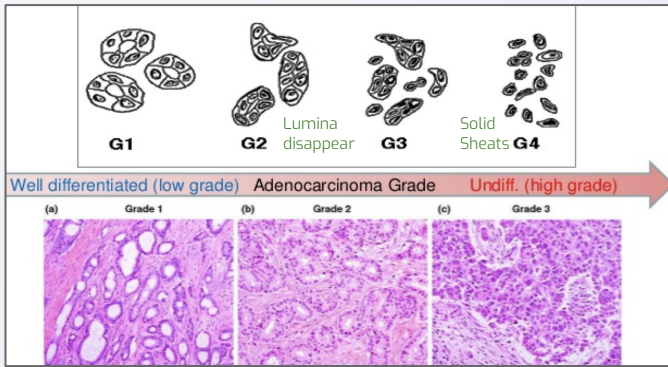 Lumina
disappear
Solid
Sheats
G1 G2 G3 G4
Well differentiated (low grade) Adenocarcinoma Grade Undiff. (high grade)
(a) Grade 1 (b) Grade 2 (c) Grade 3